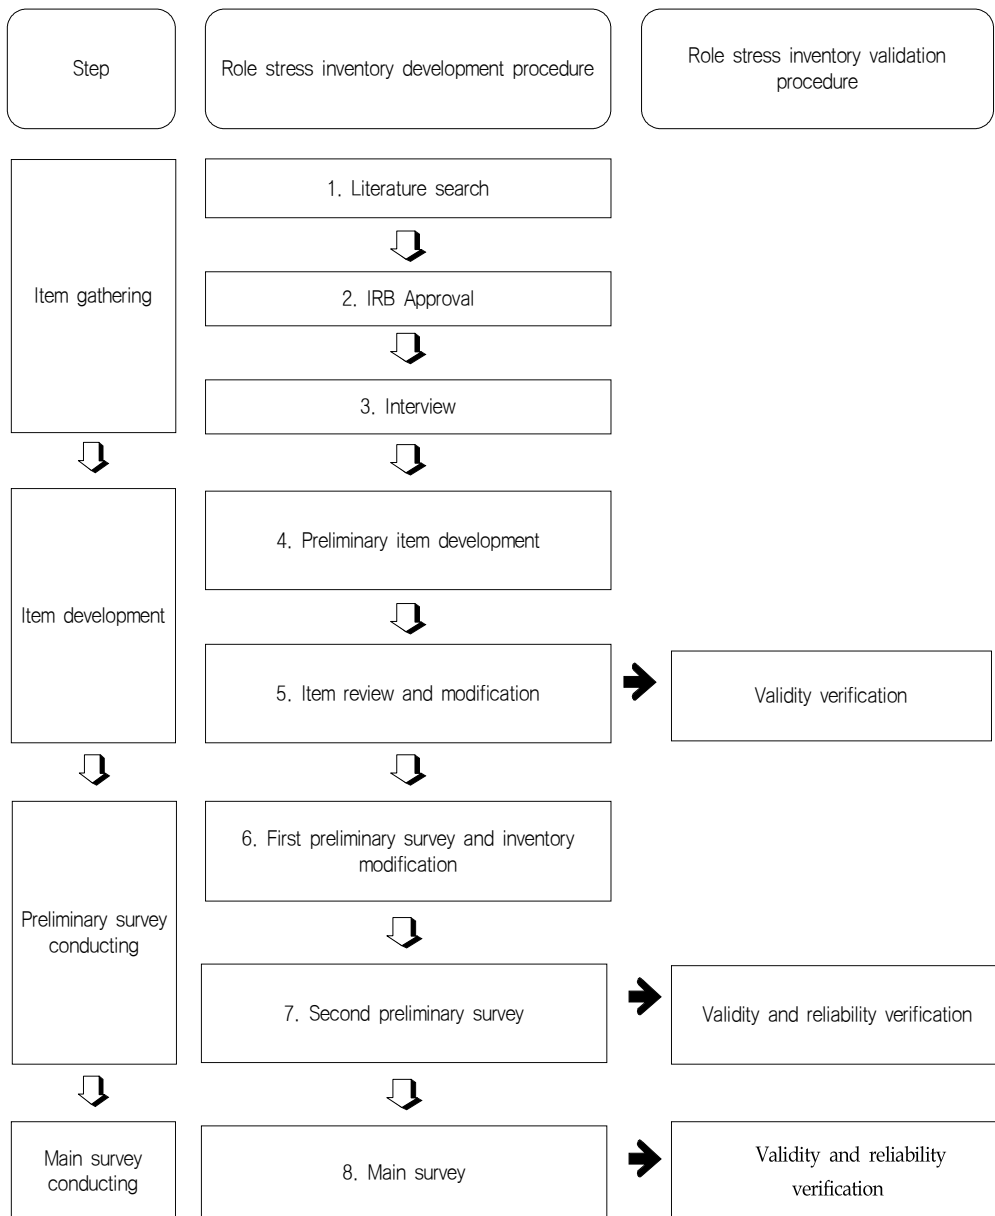 Step
Role stress inventory development procedure
Role stress inventory validation
procedure
Item gathering
1. Literature search
2. IRB Approval
3. Interview
Item development
4. Preliminary item development
5. Item review and modification
Validity verification
Preliminary survey
conducting
6. First preliminary survey and inventory
modification
7. Second preliminary survey
Validity and reliability verification
Main survey
conducting
8. Main survey
Validity and reliability
verification